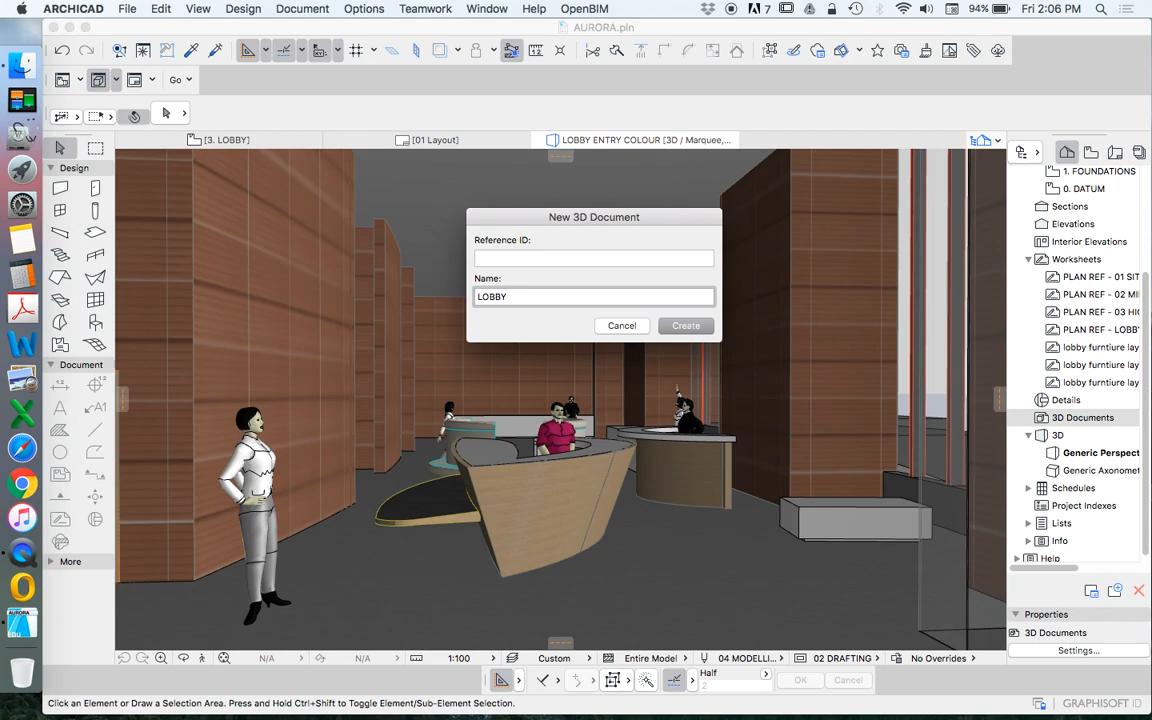 ARCHICAD File Edit View Design Document Options Teamwork Window Help OpenBIM 7 94% Fri 2:06 PM
AURORA.pln
Go
[3. LOBBY] [01 Layout] LOBBY ENTRY COLOUR [3D / Marquee,...
Design
Document
More
New 3D Document
Reference ID:
Name:
LOBBY
Cancel Create
1. FOUNDATIONS
0. DATUM
Sections
Elevations
Interior Elevations
Worksheets
PLAN REF - 01 SIT
PLAN REF - 02 MI
PLAN REF - 03 HI
PLAN REF - LOBB
lobby furntiure lay
lobby furntiure lay
lobby furntiure lay
Details
3D Documents
3D
Generic Perspect
Generic Axonomet
Schedules
Project Indexes
Lists
Info
Help
Properties
3D Documents
Settings...
N/A N/A 1:100 Custom Entire Model 04 MODELLI... 02 DRAFTING No Overrides
Half
2
OK Cancel
Click an Element or Draw a Selection Area. Press and Hold Ctrl+Shift to Toggle Element/Sub-Element Selection.
GRAPHISOFT ID